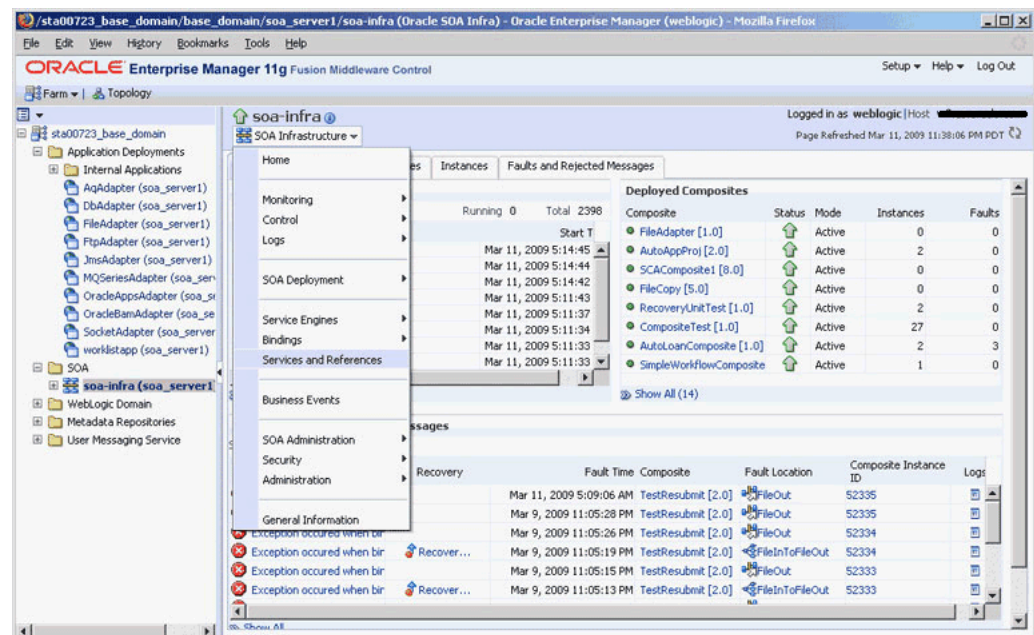 /sta00723_base_domain/base_domain/soa_server1/soa-infra (Oracle SOA Infra) - Oracle Enterprise Manager (weblogic) - Mozilla Firefox
File Edit View History Bookmarks Tools Help
ORACLE Enterprise Manager 11g Fusion Middleware Control
Setup Help Log Out
Farm | Topology
sta00723_base_domain
Application Deployments
Internal Applications
AqAdapter (soa_server1)
DbAdapter (soa_server1)
FileAdapter (soa_server1)
FtpAdapter (soa_server1)
JmsAdapter (soa_server1)
MQSeriesAdapter (soa_serv
OracleAppsAdapter (soa_se
OracleBamAdapter (soa_se
SocketAdapter (soa_server
worklistapp (soa_server1)
SOA
soa-infra (soa_server1
WebLogic Domain
Metadata Repositories
User Messaging Service
soa-infra
SOA Infrastructure
Logged in as weblogic|Host
Page Refreshed Mar 11, 2009 11:38:06 PM PDT
Home
Monitoring
Control
Logs
SOA Deployment
Service Engines
Bindings
Services and References
Business Events
SOA Administration
Security
Administration
General Information
es Instances Faults and Rejected Messages
Running 0 Total 2398
Start T
Mar 11, 2009 5:14:45
Mar 11, 2009 5:14:44
Mar 11, 2009 5:14:42
Mar 11, 2009 5:11:43
Mar 11, 2009 5:11:37
Mar 11, 2009 5:11:34
Mar 11, 2009 5:11:33
Mar 11, 2009 5:11:33
Deployed Composites
Composite Status Mode Instances Faults
FileAdapter [1.0] Active 0 0
AutoAppProj [2.0] Active 2 0
SCAComposite1 [8.0] Active 0 0
FileCopy [5.0] Active 0 0
RecoveryUnitTest [1.0] Active 2 0
CompositeTest [1.0] Active 27 0
AutoLoanComposite [1.0] Active 2 3
SimpleWorkflowComposite Active 1 0
Show All (14)
ssages
Recovery Fault Time Composite Fault Location Composite Instance ID Logs
Mar 11, 2009 5:09:06 AM TestResubmit [2.0] FileOut 52335
Mar 9, 2009 11:05:28 PM TestResubmit [2.0] FileOut 52335
Exception occured when bir Mar 9, 2009 11:05:26 PM TestResubmit [2.0] FileOut 52334
Exception occured when bir Recover... Mar 9, 2009 11:05:19 PM TestResubmit [2.0] FileInToFileOut 52334
Exception occured when bir Mar 9, 2009 11:05:15 PM TestResubmit [2.0] FileOut 52333
Exception occured when bir Recover... Mar 9, 2009 11:05:13 PM TestResubmit [2.0] FileInToFileOut 52333
Show All